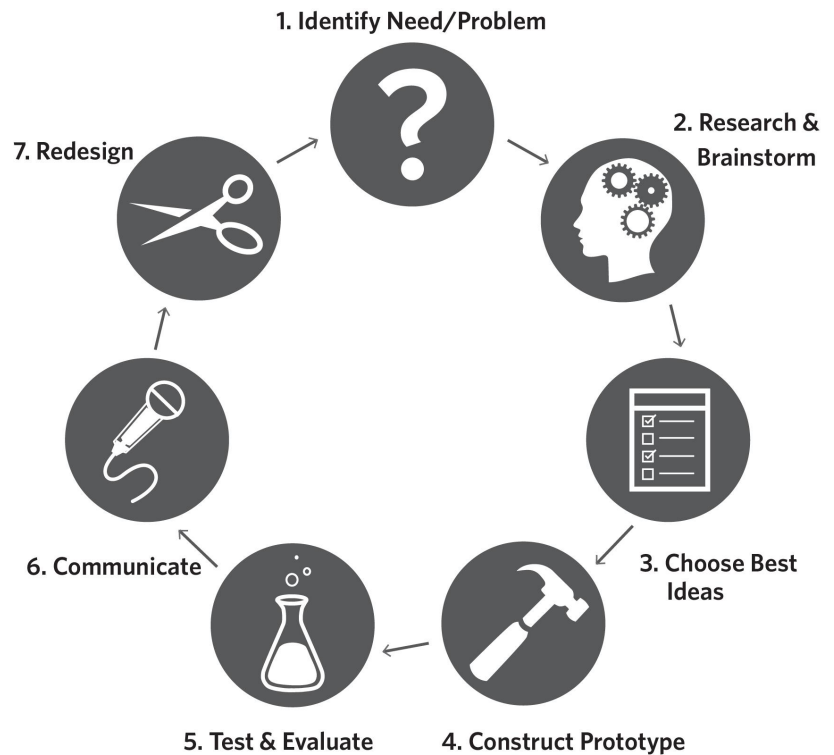 1. Identify Need/Problem
2. Research &
Brainstorm
3. Choose Best
Ideas
4. Construct Prototype
5. Test & Evaluate
6. Communicate
7. Redesign